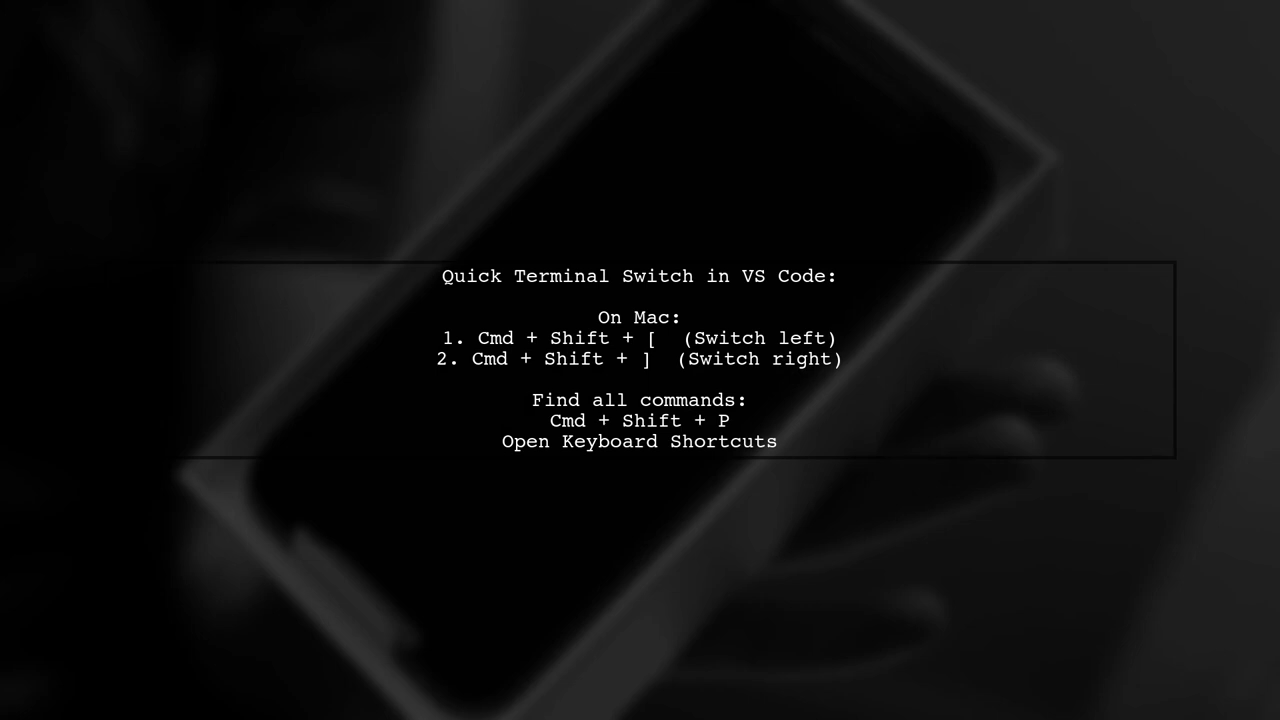 Quick Terminal Switch in VS Code:
On Mac:
1. Cmd + Shift + [  (Switch left)
2. Cmd + Shift + ]  (Switch right)
Find all commands:
Cmd + Shift + P
Open Keyboard Shortcuts